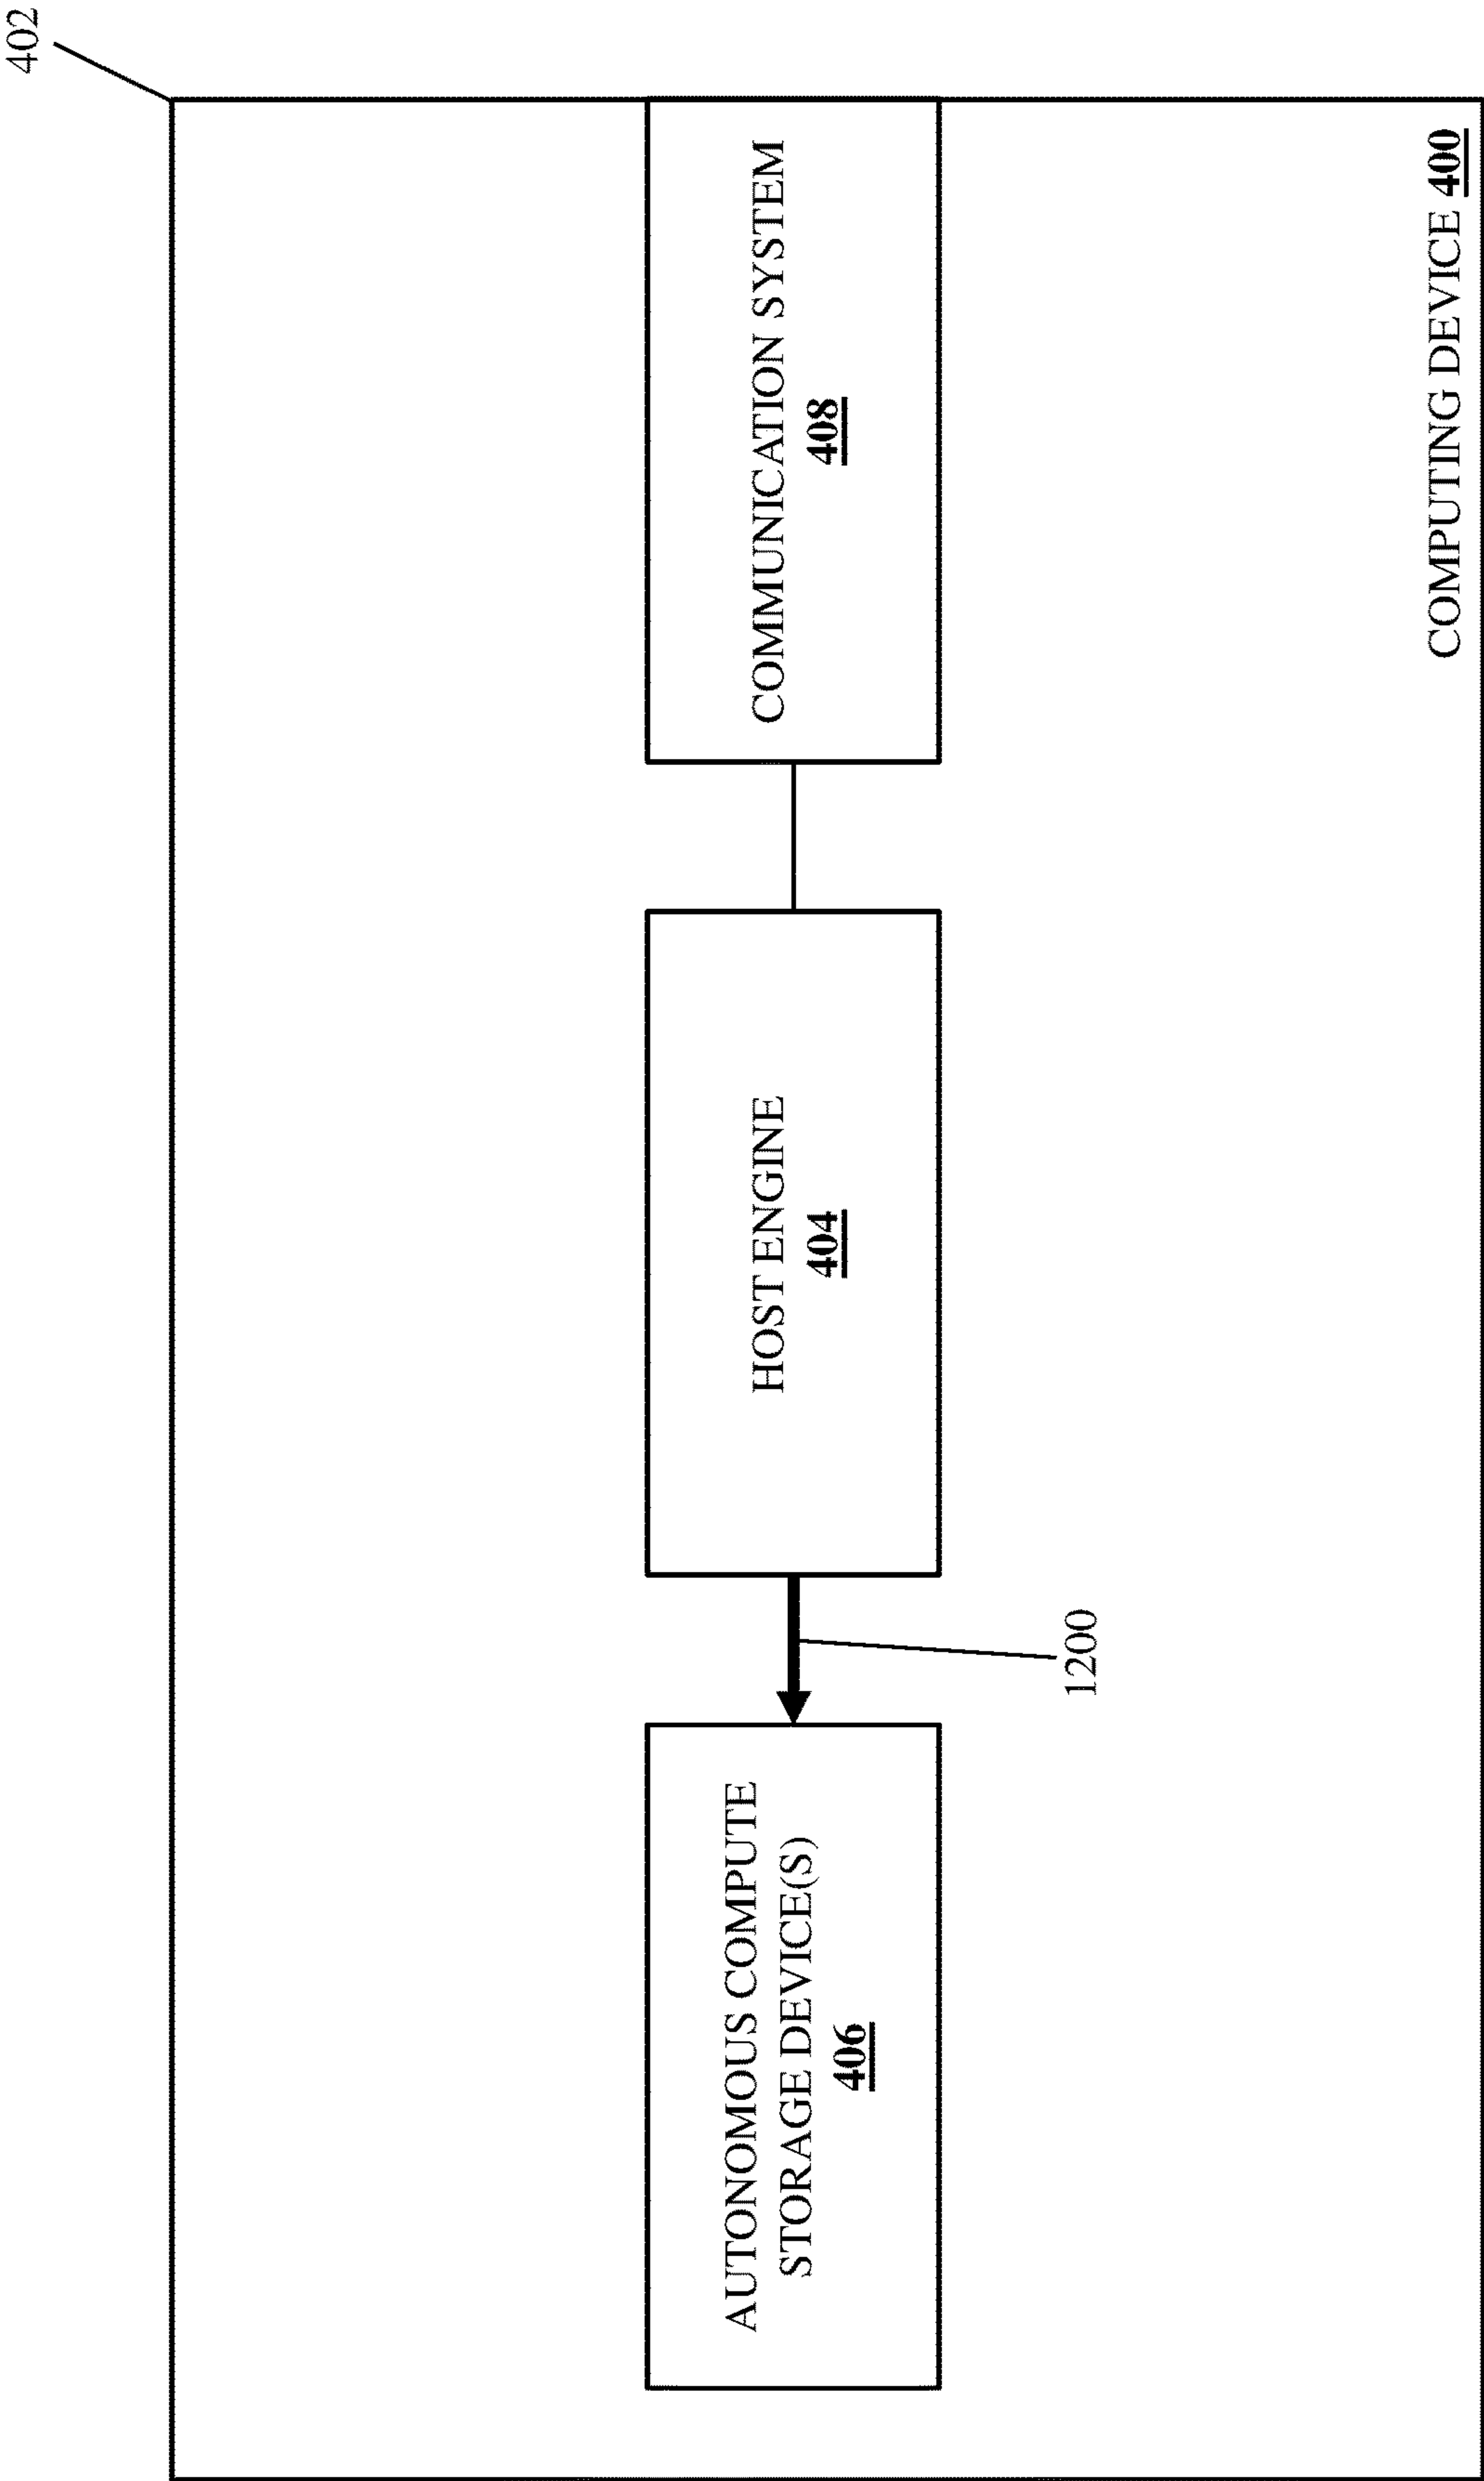 402
AUTONOMOUS COMPUTE
STORAGE DEVICE(S)
406
HOST ENGINE
404
COMMUNICATION SYSTEM
408
1200
COMPUTING DEVICE 400